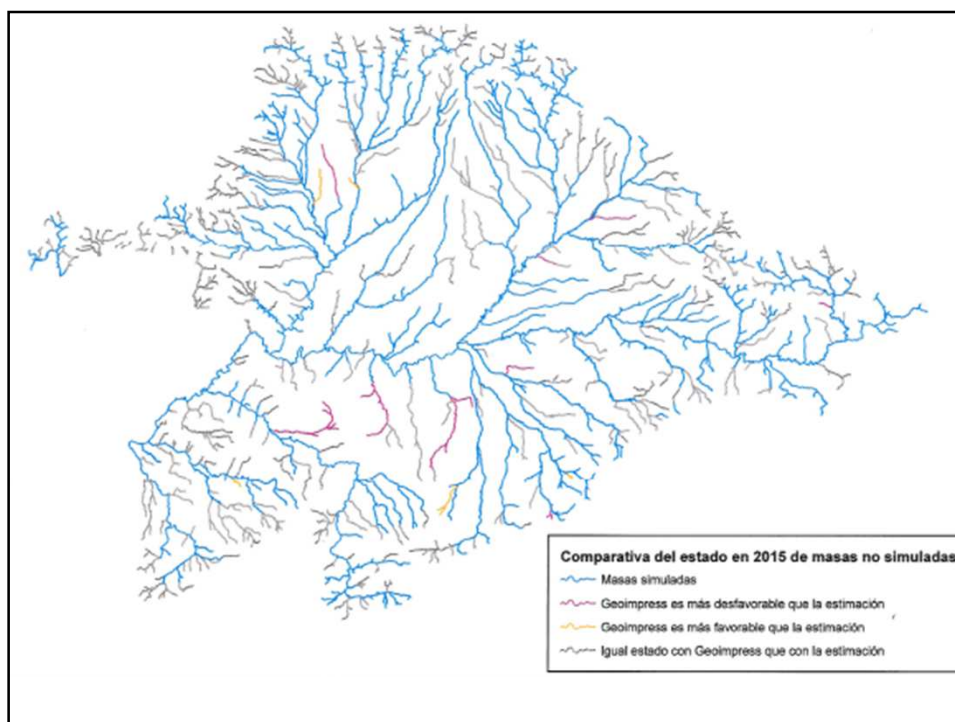 Comparativa del estado en 2015 de masas no simuladas
Masas simuladas
Geoimpress es más desfavorable que la estimación
Geoimpress es más favorable que la estimación
Igual estado con Geoimpress que con la estimación